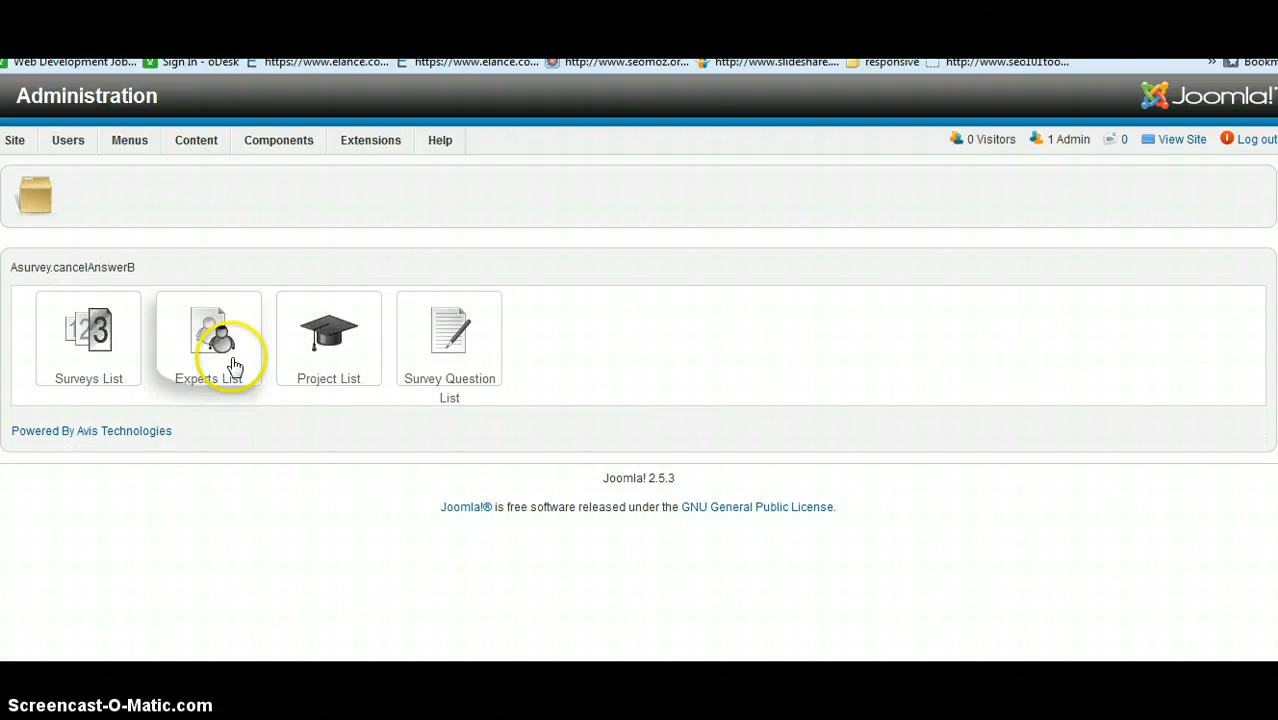 Web Development Job... Sign In - oDesk https://www.elance.co... https://www.elance.co... http://www.seomoz.or... http://www.slideshare.... responsive http://www.seo101too... » Bookm
Administration
Joomla!
Site Users Menus Content Components Extensions Help 0 Visitors 1 Admin 0 View Site Log out
Asurvey.cancelAnswerB
123
Surveys List Experts List Project List Survey Question
List
Powered By Avis Technologies
Joomla! 2.5.3
Joomla!® is free software released under the GNU General Public License.
Screencast-O-Matic.com